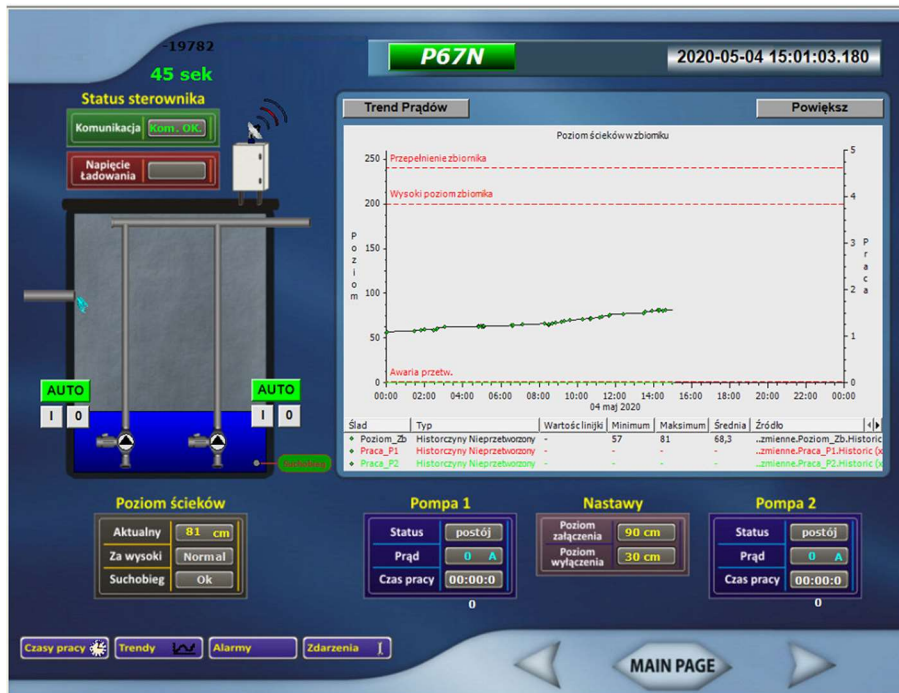 -19782
45 sek
P67N
2020-05-04 15:01:03.180
Status sterownika
Komunikacja
Kom. OK.
Napięcie
Ładowania
Trend Prądów
Powiększ
Poziom ścieków w zbiorniku
250
200
150
100
50
0
Przepełnienie zbiornika
Wysoki poziom zbiornika
Awaria przetw.
Poziom
5
4
3
2
1
0
Praca
00:00 02:00 04:00 06:00 08:00 10:00 12:00 14:00 16:00 18:00 20:00 22:00 00:00
04 maj 2020
Ślad Typ Wartość linijki Minimum Maksimum Średnia Źródło
Poziom_Zb Historczyny Nieprzetworzony - 57 81 68,3 ..zmienne.Poziom_Zb.Historic
Praca_P1 Historczyny Nieprzetworzony - - - - ..zmienne.Praca_P1.Historic (x
Praca_P2 Historczyny Nieprzetworzony - - - - ..zmienne.Praca_P2.Historic (x
AUTO
I 0
AUTO
I 0
Suchobieg
Poziom ścieków
Aktualny 81 cm
Za wysoki Normal
Suchobieg Ok
Pompa 1
Status postój
Prąd 0 A
Czas pracy 00:00:0
0
Nastawy
Poziom
załączenia 90 cm
Poziom
wyłączenia 30 cm
Pompa 2
Status postój
Prąd 0 A
Czas pracy 00:00:0
0
Czasy pracy
Trendy
Alarmy
Zdarzenia
MAIN PAGE